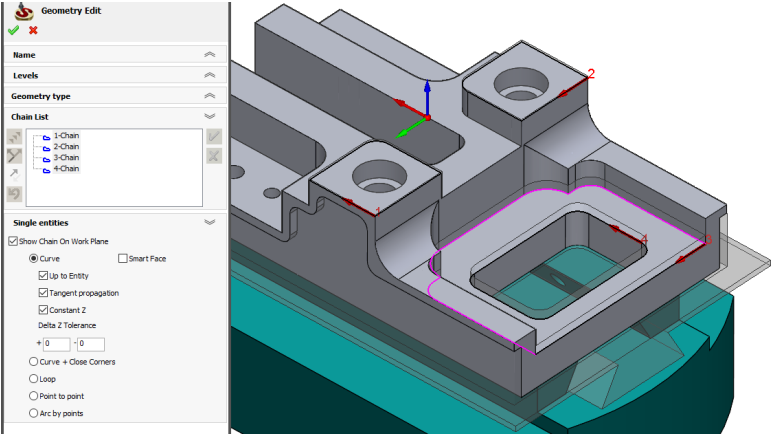 Geometry Edit
Name
Levels
Geometry type
Chain List
1-Chain
2-Chain
3-Chain
4-Chain
Single entities
Show Chain On Work Plane
Curve Smart Face
Up to Entity
Tangent propagation
Constant Z
Delta Z Tolerance
+ 0 - 0
Curve + Close Corners
Loop
Point to point
Arc by points
2
1
3
4